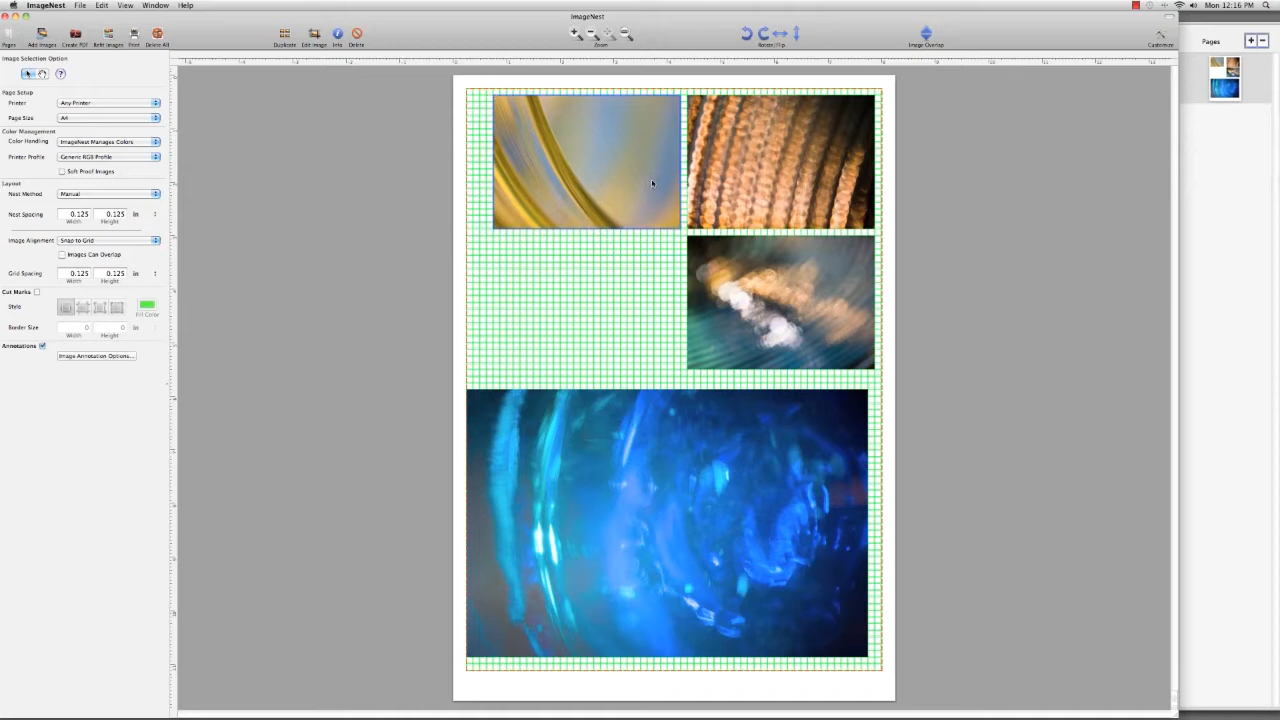 ImageNest File Edit View Window Help Mon 12:16 PM
ImageNest
Pages Add Images Create PDF Refit Images Print Delete All Duplicate Edit Image Info Delete Zoom Rotate/Flip Image Overlap Customize
Image Selection Option
Pages
Page Setup
Printer Any Printer
Page Size A4
Color Management
Color Handling ImageNest Manages Colors
Printer Profile Generic RGB Profile
Soft Proof Images
Layout
Nest Method Manual
Nest Spacing 0.125 0.125 in
Width Height
Image Alignment Snap to Grid
Images Can Overlap
Grid Spacing 0.125 0.125 in
Cut Marks
Style
Fill Color
Border Size 0 0 in
Width Height
Annotations
Image Annotation Options...